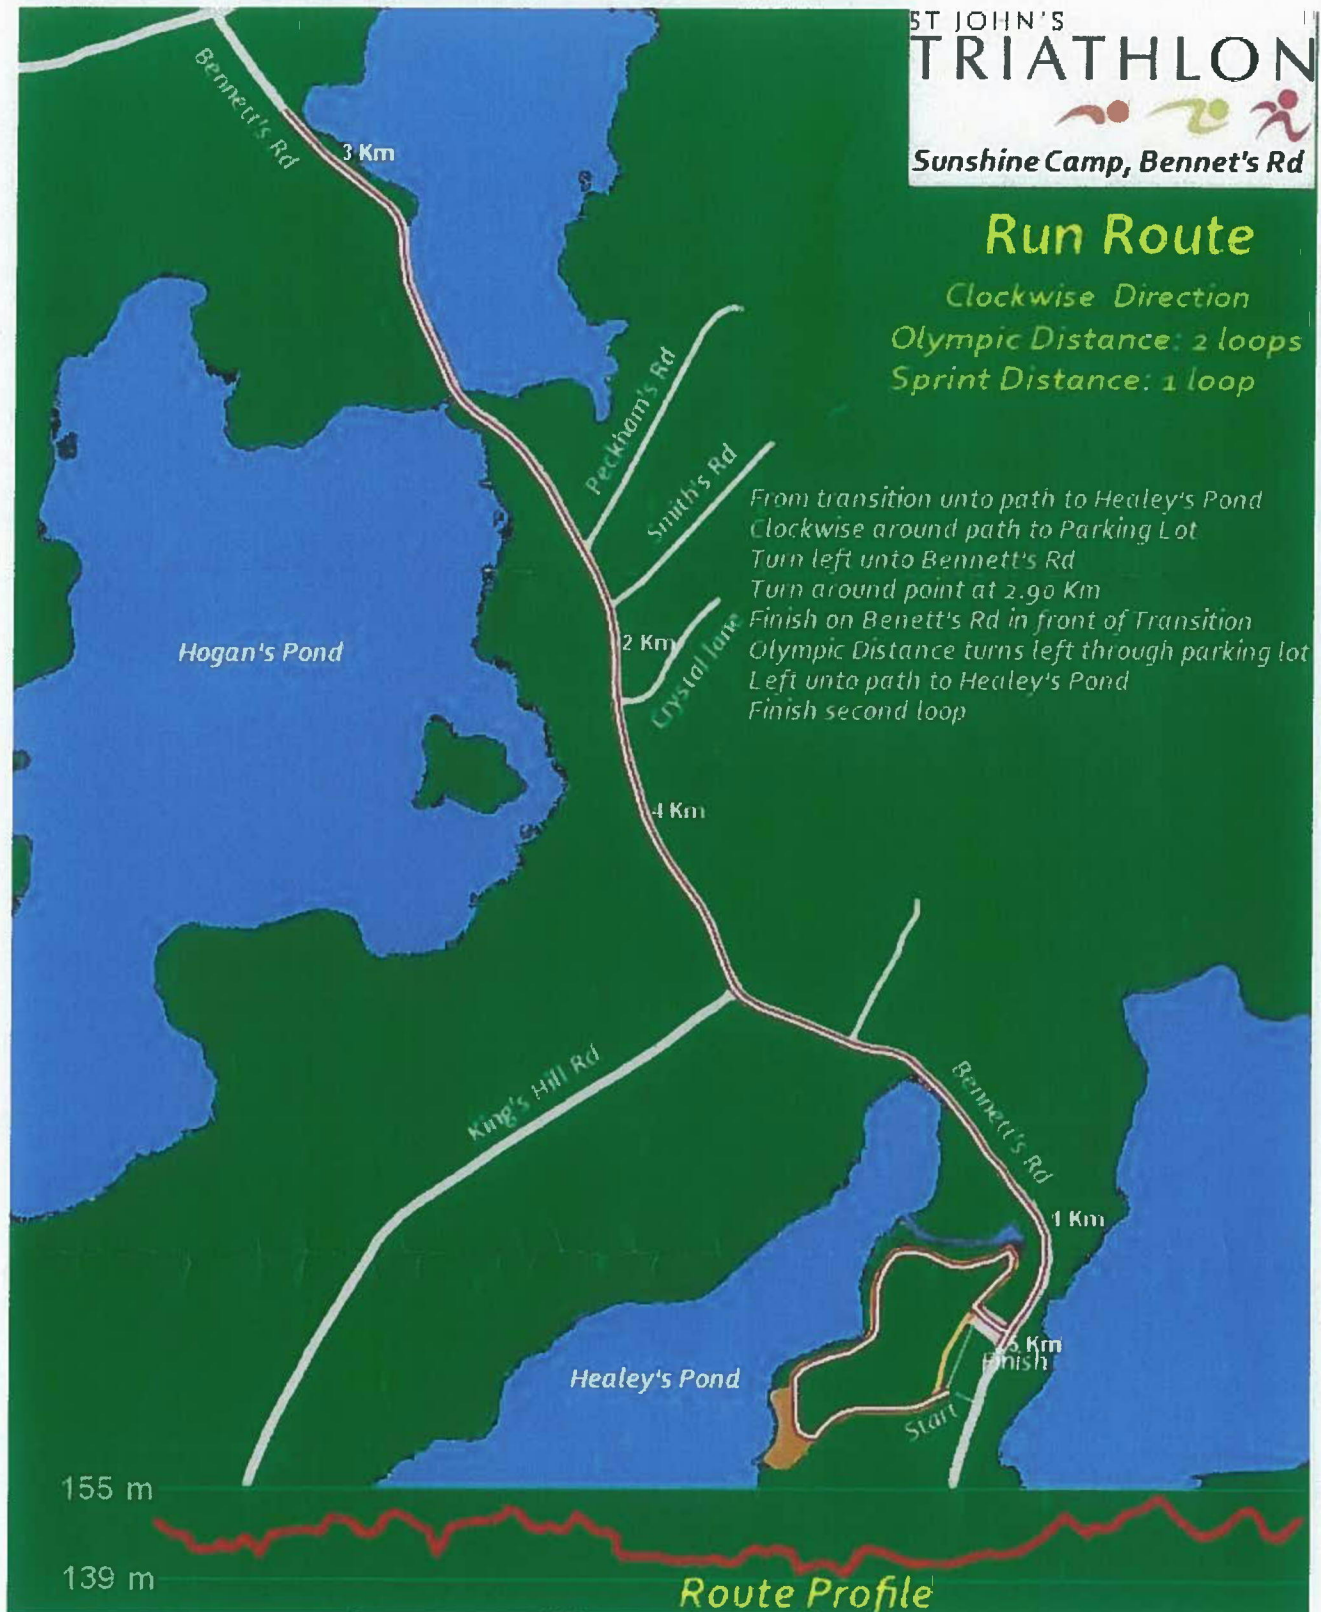 ST JOHN'S
TRIATHLON
Sunshine Camp, Bennet's Rd
Run Route
Clockwise Direction
Olympic Distance: 2 loops
Sprint Distance: 1 loop
From transition unto path to Healey's Pond
Clockwise around path to Parking Lot
Turn left unto Bennett's Rd
Turn around point at 2.90 Km
Finish on Benett's Rd in front of Transition
Olympic Distance turns left through parking lot
Left unto path to Healey's Pond
Finish second loop
Bennett's Rd
3 Km
Peckham's Rd
Smith's Rd
2 Km
Crystal lane
Hogan's Pond
4 Km
King's Hill Rd
Bennett's Rd
1 Km
5 Km
Finish
Healey's Pond
Start
155 m
139 m
Route Profile